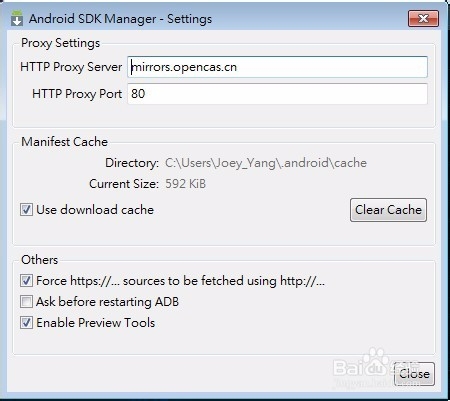 Android SDK Manager - Settings
Proxy Settings
HTTP Proxy Server mirrors.opencas.cn
HTTP Proxy Port 80
Manifest Cache
Directory: C:\Users\Joey_Yang\.android\cache
Current Size: 592 KiB
Use download cache Clear Cache
Others
Force https://... sources to be fetched using http://...
Ask before restarting ADB
Enable Preview Tools
Close